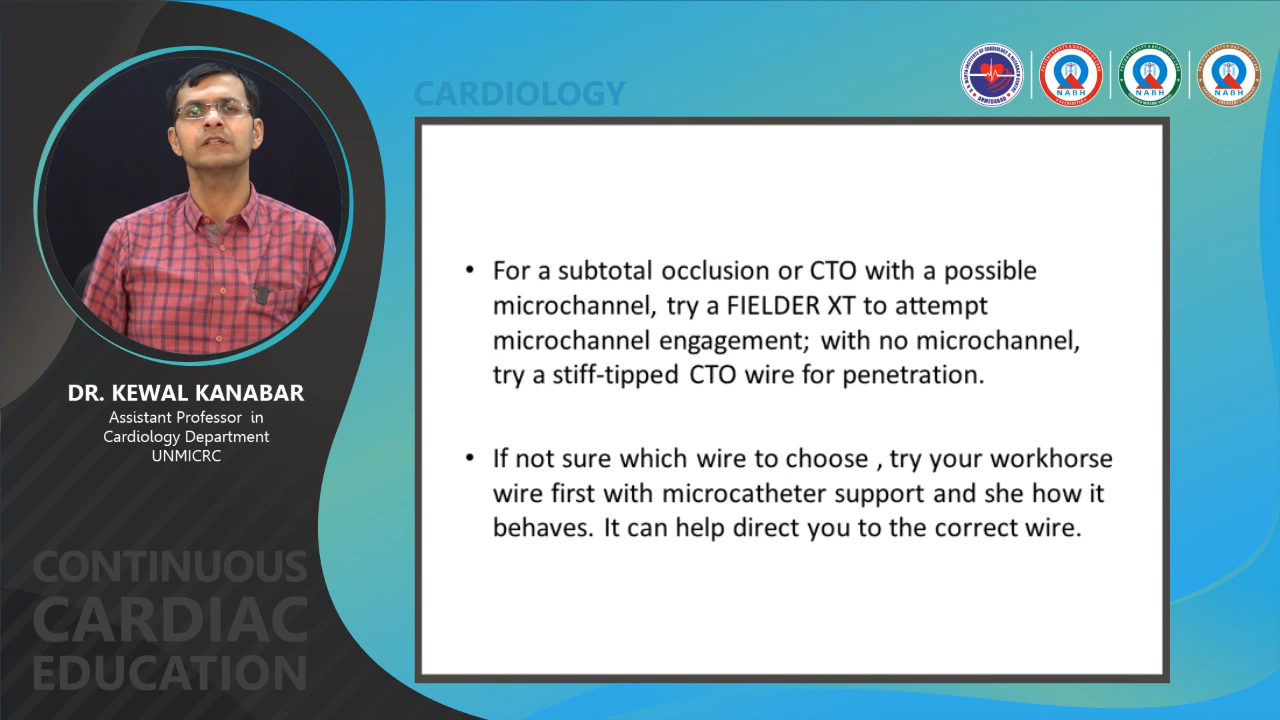 CARDIOLOGY
NABH
NABH
NABH
• For a subtotal occlusion or CTO with a possible
microchannel, try a FIELDER XT to attempt
microchannel engagement; with no microchannel,
try a stiff-tipped CTO wire for penetration.
• If not sure which wire to choose , try your workhorse
wire first with microcatheter support and she how it
behaves. It can help direct you to the correct wire.
DR. KEWAL KANABAR
Assistant Professor in
Cardiology Department
UNMICRC
CONTINUOUS
CARDIAC
EDUCATION